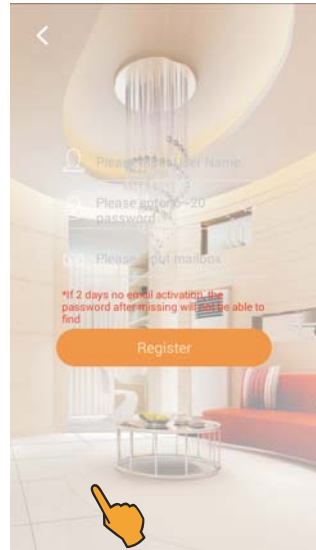 Please input User Name
Please enter 6-20
password
Please input mailbox
*If 2 days no email activation, the
password after missing will not be able to
find
Register